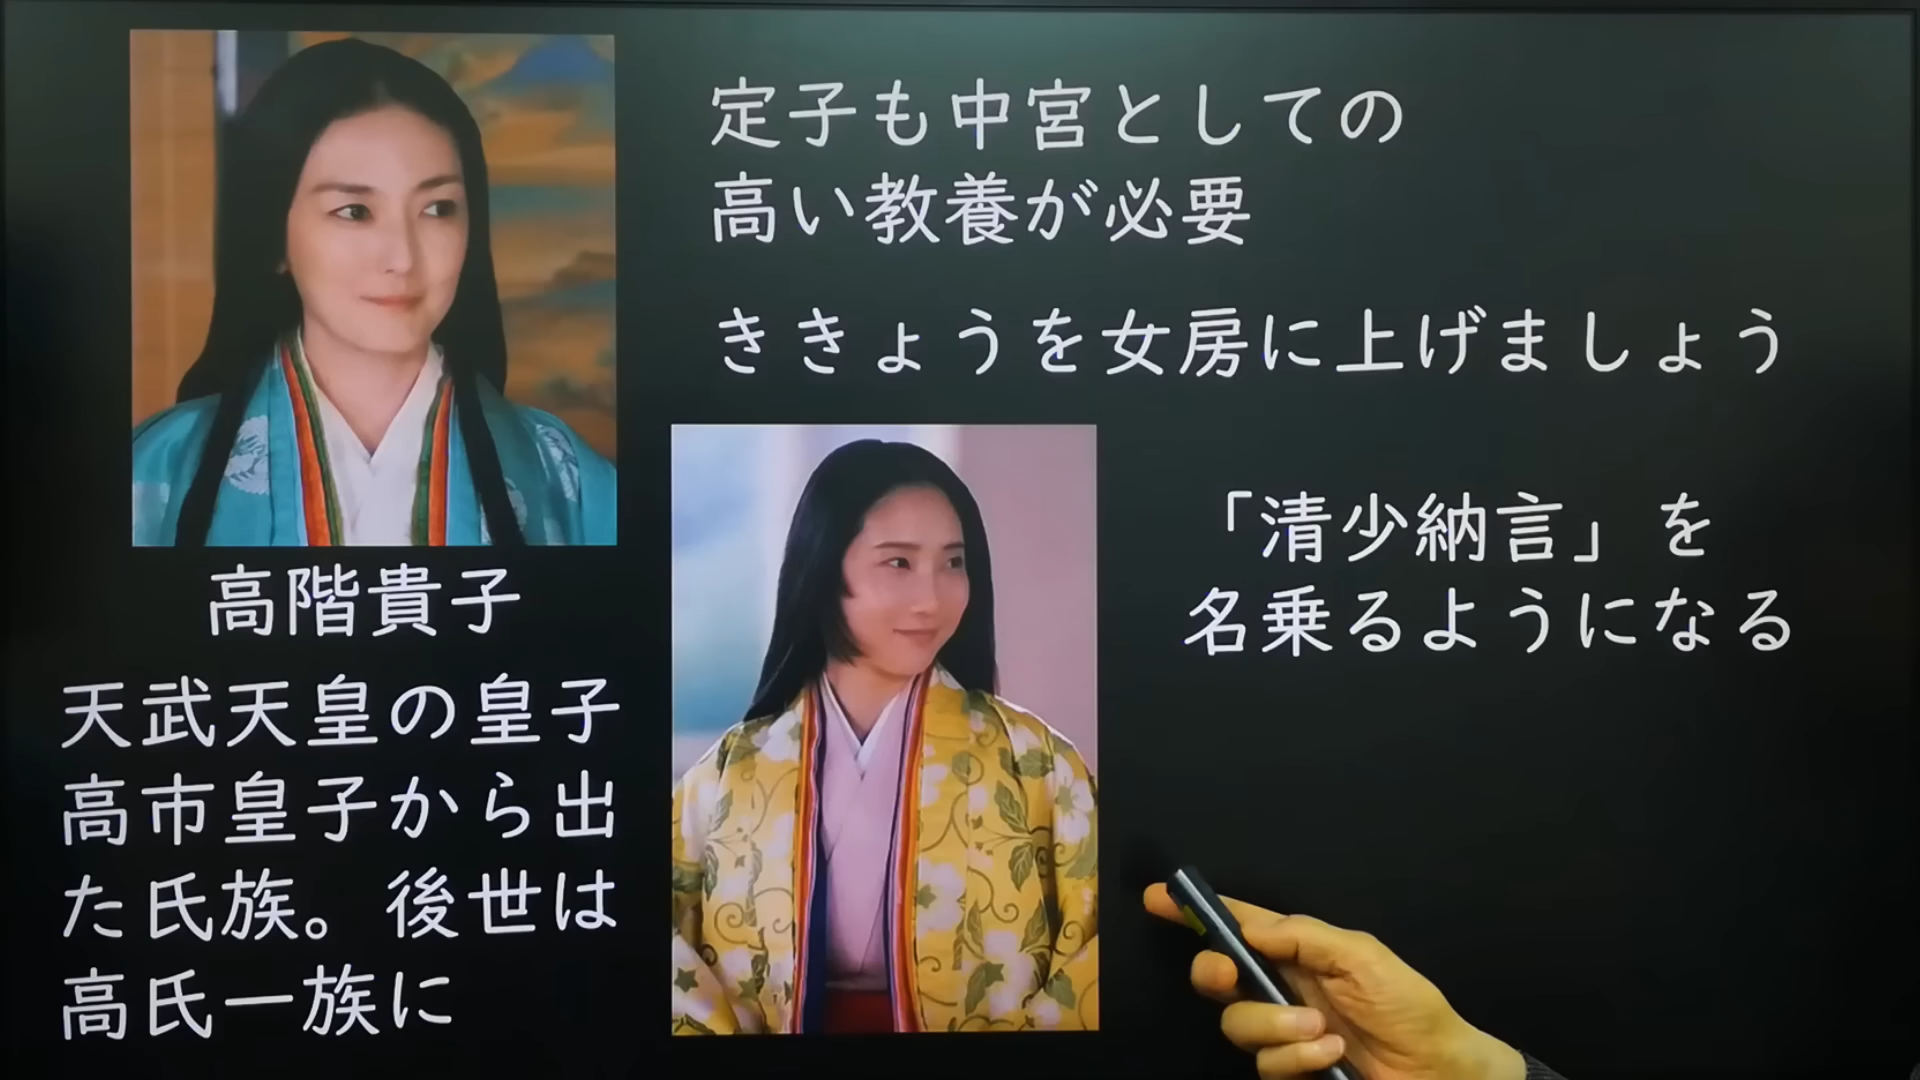 定子も中宮としての
高い教養が必要
ききょうを女房に上げましょう
高階貴子
天武天皇の皇子
高市皇子から出
た氏族。後世は
高氏一族に
「清少納言」を
名乗るようになる